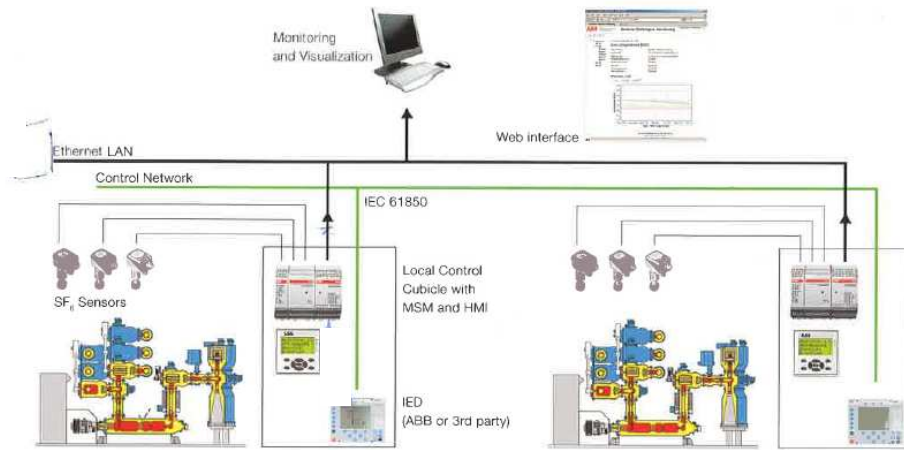 Monitoring
and Visualization
ABB
Web interface
Ethernet LAN
Control Network
IEC 61850
SF₆ Sensors
Local Control
Cubicle with
MSM and HMI
IED
(ABB or 3rd party)